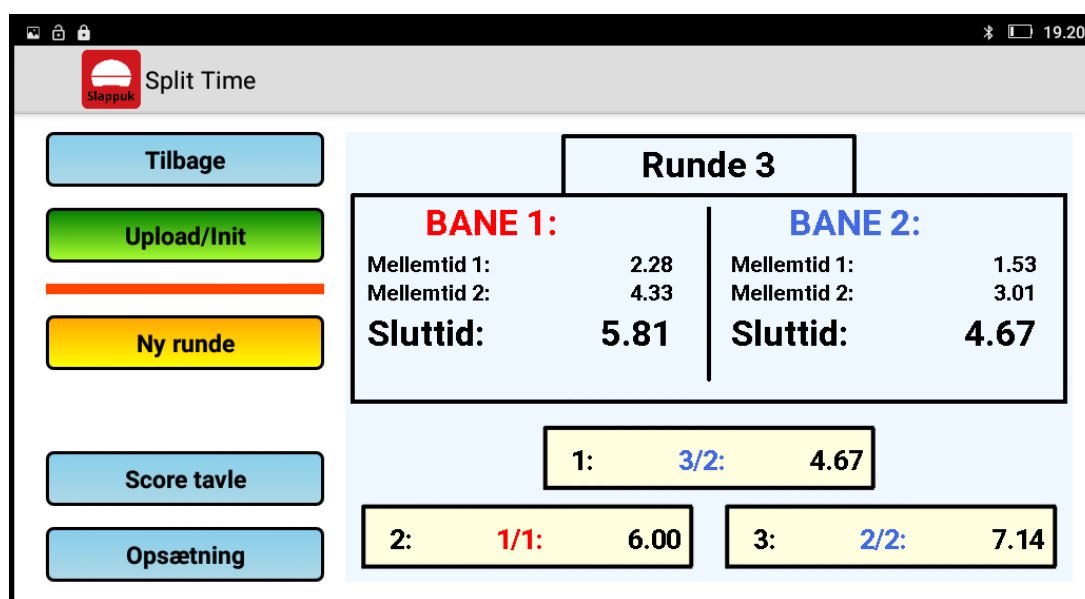 19.20
Slappuk
Split Time
Tilbage
Upload/Init
Ny runde
Score tavle
Opsætning
Runde 3
BANE 1:
Mellemtid 1: 2.28
Mellemtid 2: 4.33
Sluttid: 5.81
BANE 2:
Mellemtid 1: 1.53
Mellemtid 2: 3.01
Sluttid: 4.67
1: 3/2: 4.67
2: 1/1: 6.00
3: 2/2: 7.14